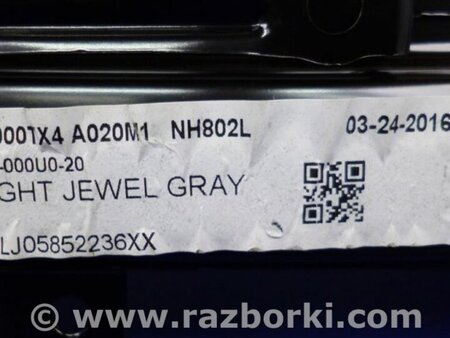 0001X4 A020M1 NH802L 03-24-2016
-000U0-20
GHT JEWEL GRAY
LJ05852236XX
www.razborki.com